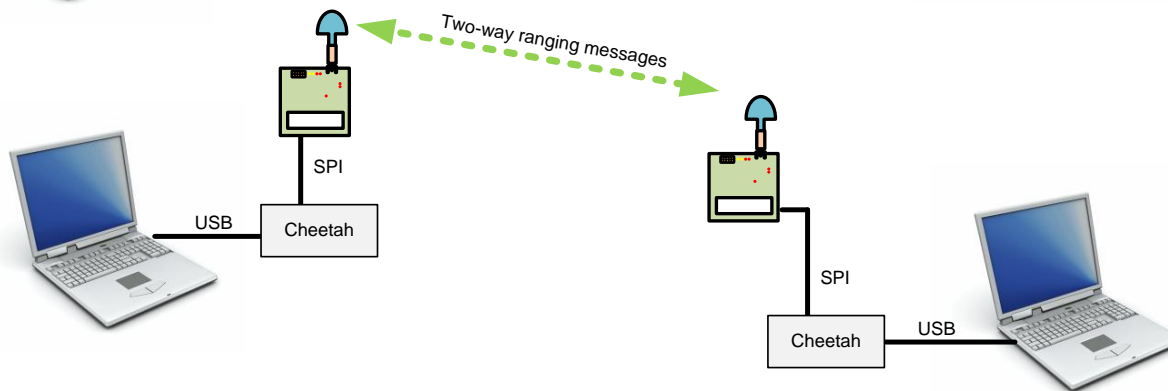 Two-way ranging messages
SPI
USB
Cheetah
SPI
Cheetah
USB